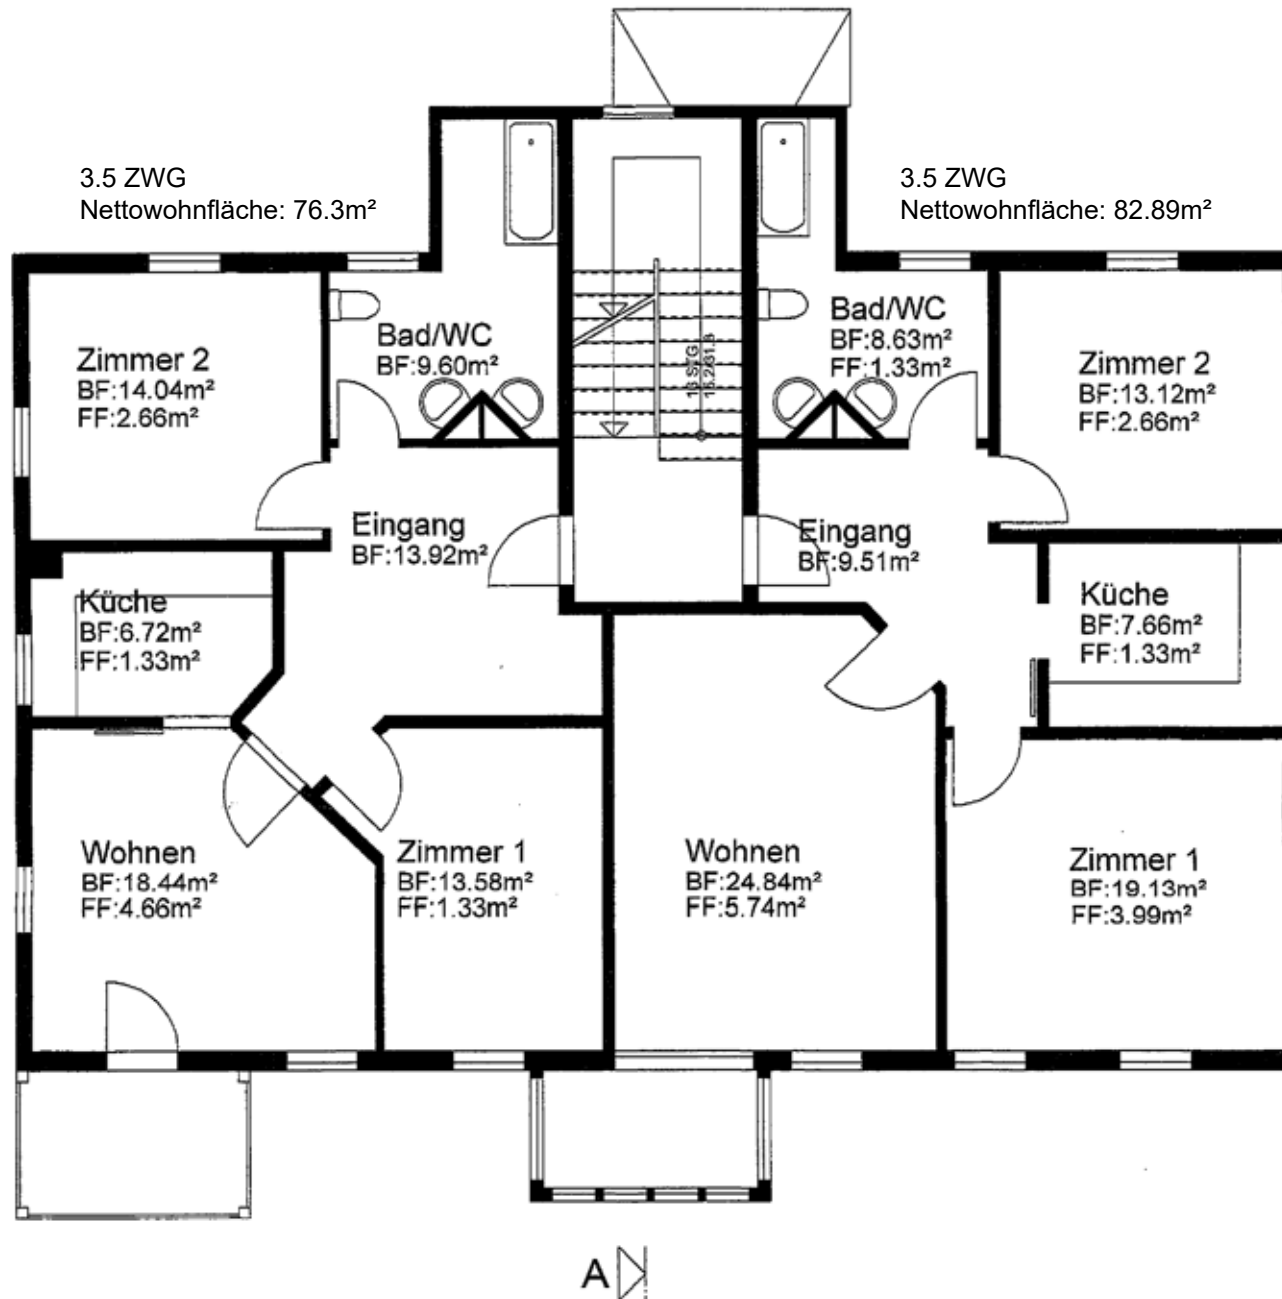 3.5 ZWG
Nettowohnfläche: 76.3m²
3.5 ZWG
Nettowohnfläche: 82.89m²
Zimmer 2
BF:14.04m²
FF:2.66m²
Bad/WC
BF:9.60m²
Bad/WC
BF:8.63m²
FF:1.33m²
Zimmer 2
BF:13.12m²
FF:2.66m²
Eingang
BF:13.92m²
Eingang
BF:9.51m²
Küche
BF:6.72m²
FF:1.33m²
Küche
BF:7.66m²
FF:1.33m²
Wohnen
BF:18.44m²
FF:4.66m²
Zimmer 1
BF:13.58m²
FF:1.33m²
Wohnen
BF:24.84m²
FF:5.74m²
Zimmer 1
BF:19.13m²
FF:3.99m²
A